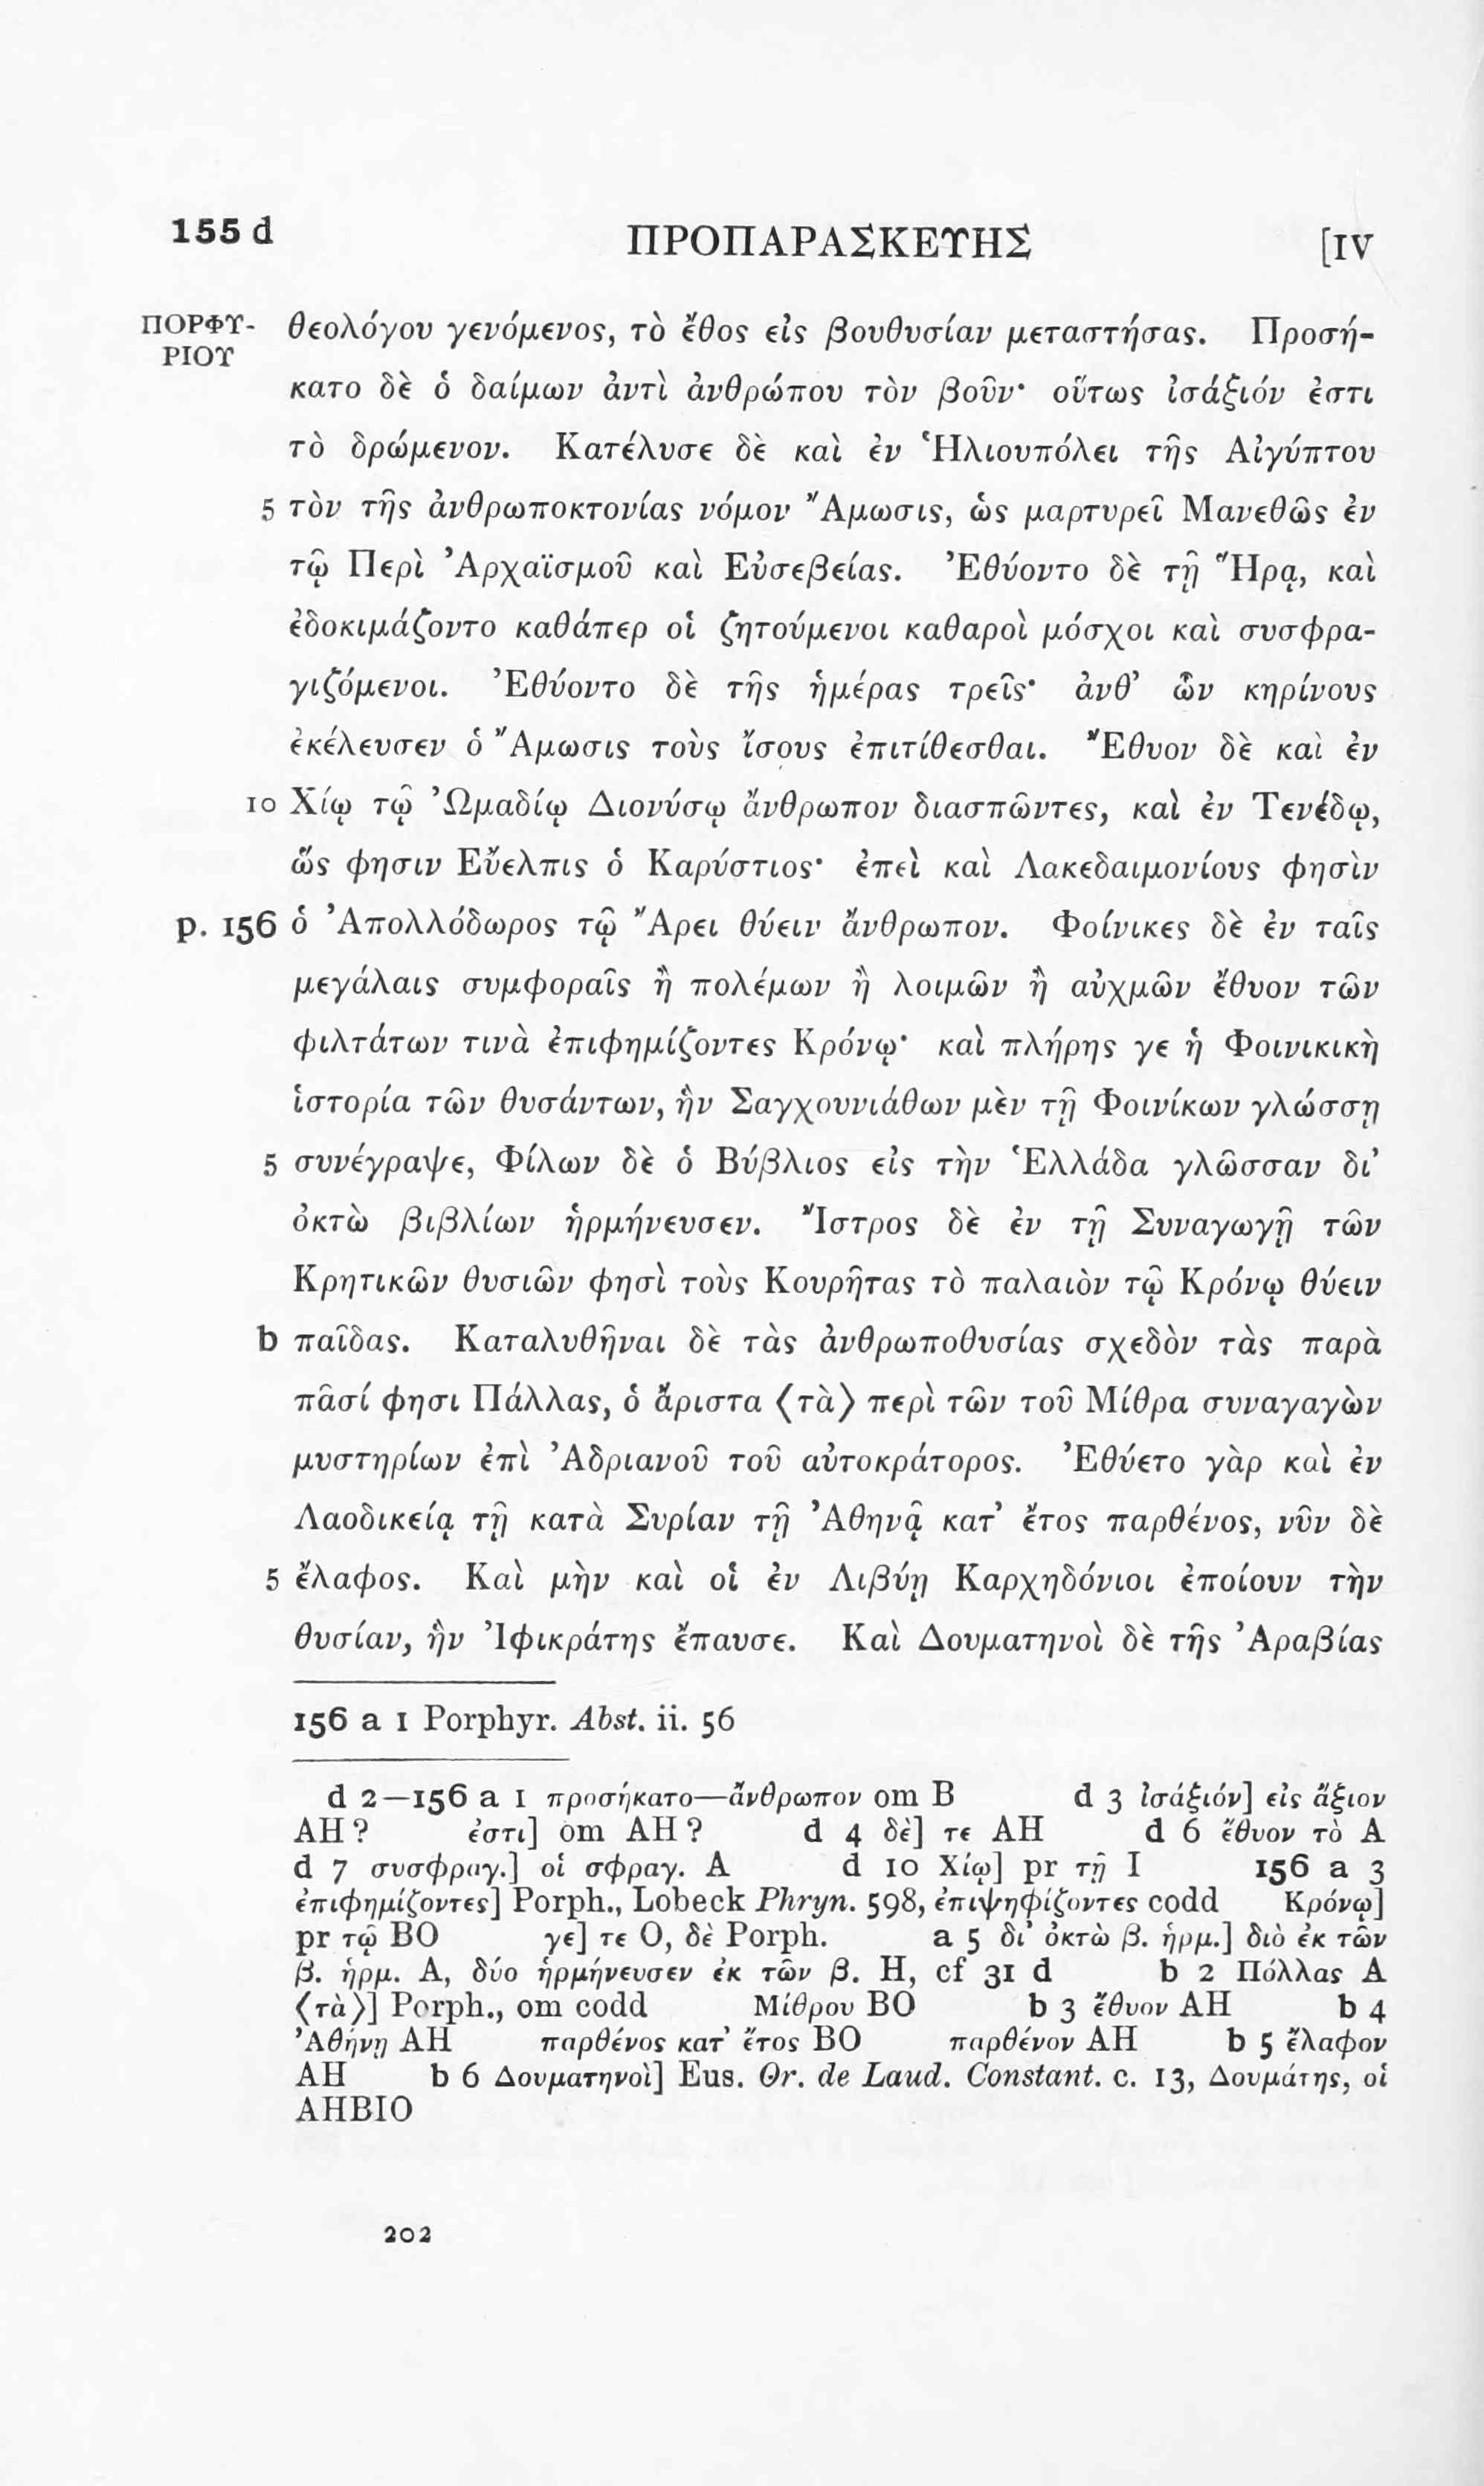 155 d ΠΡΟΠΑΡΑΣΚΕΥΗΣ [IV
ΠΟΡΦΥ- θεολόγου γενόμενος, τὸ ἔθος εἰς βουθυσίαν μεταστήσας. Προσή-
ΡΙΟΥ
κατο δὲ ὁ δαίμων ἀντὶ ἀνθρώπου τὸν βοῦν· οὕτως ἰσάξιόν ἐστι
τὸ δρώμενον. Κατέλυσε δὲ καὶ ἐν Ἡλιουπόλει τῆς Αἰγύπτου
5 τὸν τῆς ἀνθρωποκτονίας νόμον Ἄμωσις, ὡς μαρτυρεῖ Μανεθῶς ἐν
τῷ Περὶ Ἀρχαϊσμοῦ καὶ Εὐσεβείας. Ἐθύοντο δὲ τῇ Ἥρᾳ, καὶ
ἐδοκιμάζοντο καθάπερ οἱ ζητούμενοι καθαροὶ μόσχοι καὶ συσφρα-
γιζόμενοι. Ἐθύοντο δὲ τῆς ἡμέρας τρεῖς· ἀνθ’ ὧν κηρίνους
ἐκέλευσεν ὁ Ἄμωσις τοὺς ἴσους ἐπιτίθεσθαι. Ἔθυον δὲ καὶ ἐν
10 Χίῳ τῷ Ὠμαδίῳ Διονύσῳ ἄνθρωπον διασπῶντες, καὶ ἐν Τενέδῳ,
ὥς φησιν Εὔελπις ὁ Καρύστιος· ἐπεὶ καὶ Λακεδαιμονίους φησὶν
p. 156 ὁ Ἀπολλόδωρος τῷ Ἄρει θύειν ἄνθρωπον. Φοίνικες δὲ ἐν ταῖς
μεγάλαις συμφοραῖς ἢ πολέμων ἢ λοιμῶν ἢ αὐχμῶν ἔθυον τῶν
φιλτάτων τινὰ ἐπιφημίζοντες Κρόνῳ· καὶ πλήρης γε ἡ Φοινικικὴ
ἱστορία τῶν θυσάντων, ἣν Σαγχουνιάθων μὲν τῇ Φοινίκων γλώσσῃ
5 συνέγραψε, Φίλων δὲ ὁ Βύβλιος εἰς τὴν Ἑλλάδα γλῶσσαν δι’
ὀκτὼ βιβλίων ἡρμήνευσεν. Ἴστρος δὲ ἐν τῇ Συναγωγῇ τῶν
Κρητικῶν θυσιῶν φησὶ τοὺς Κουρῆτας τὸ παλαιὸν τῷ Κρόνῳ θύειν
b παῖδας. Καταλυθῆναι δὲ τὰς ἀνθρωποθυσίας σχεδὸν τὰς παρὰ
πᾶσί φησι Πάλλας, ὁ ἄριστα ⟨τὰ⟩ περὶ τῶν τοῦ Μίθρα συναγαγὼν
μυστηρίων ἐπὶ Ἀδριανοῦ τοῦ αὐτοκράτορος. Ἐθύετο γὰρ καὶ ἐν
Λαοδικείᾳ τῇ κατὰ Συρίαν τῇ Ἀθηνᾷ κατ’ ἔτος παρθένος, νῦν δὲ
5 ἔλαφος. Καὶ μὴν καὶ οἱ ἐν Λιβύῃ Καρχηδόνιοι ἐποίουν τὴν
θυσίαν, ἣν Ἰφικράτης ἔπαυσε. Καὶ Δουματηνοὶ δὲ τῆς Ἀραβίας
156 a 1 Porphyr. Abst. ii. 56
d 2—156 a 1 προσήκατο—ἄνθρωπον om B d 3 ἰσάξιόν] εἰς ἄξιον
AH? ἐστι] om AH? d 4 δὲ] τε AH d 6 ἔθυον τὸ A
d 7 συσφραγ.] οἱ σφραγ. A d 10 Χίῳ] pr τῇ I 156 a 3
ἐπιφημίζοντες] Porph., Lobeck Phryn. 598, ἐπιψηφίζοντες codd Κρόνῳ]
pr τῷ BO γε] τε O, δὲ Porph. a 5 δι’ ὀκτὼ β. ἡρμ.] διὸ ἐκ τῶν
β. ἡρμ. A, δύο ἡρμήνευσεν ἐκ τῶν β. H, cf 31 d b 2 Πόλλας A
⟨τὰ⟩] Porph., om codd Μίθρου BO b 3 ἔθυον AH b 4
Ἀθήνῃ AH παρθένος κατ’ ἔτος BO παρθένον AH b 5 ἔλαφον
AH b 6 Δουματηνοὶ] Eus. Or. de Laud. Constant. c. 13, Δουμάτης, οἱ
AHBIO
202